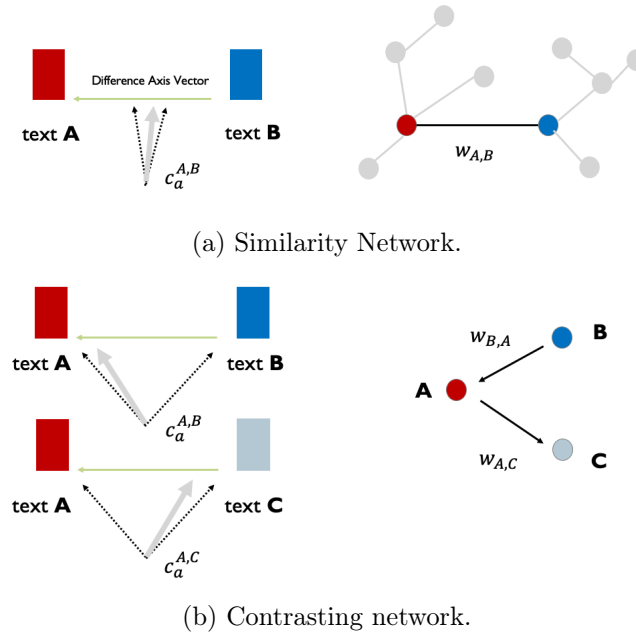 Difference Axis Vector
text A
text B
c_a^{A,B}
w_{A,B}
(a) Similarity Network.
text A
text B
c_a^{A,B}
text A
text C
c_a^{A,C}
w_{B,A}
B
A
w_{A,C}
C
(b) Contrasting network.